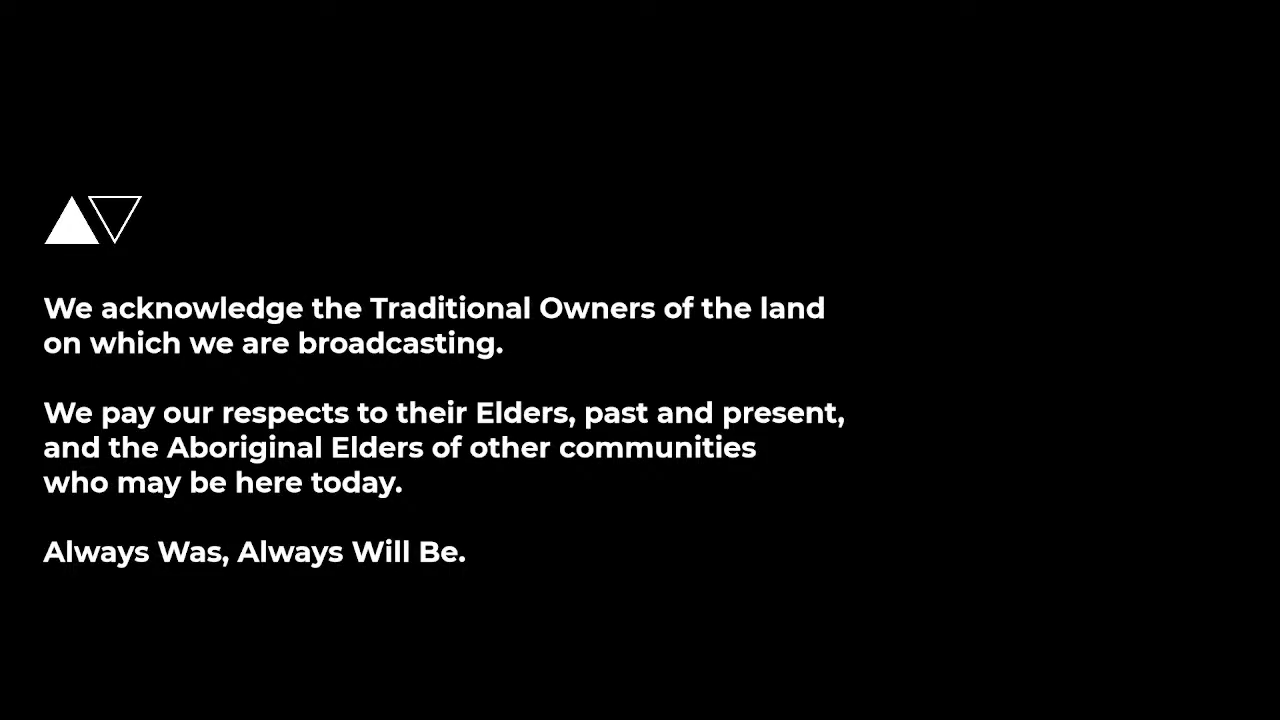 We acknowledge the Traditional Owners of the land
on which we are broadcasting.
We pay our respects to their Elders, past and present,
and the Aboriginal Elders of other communities
who may be here today.
Always Was, Always Will Be.